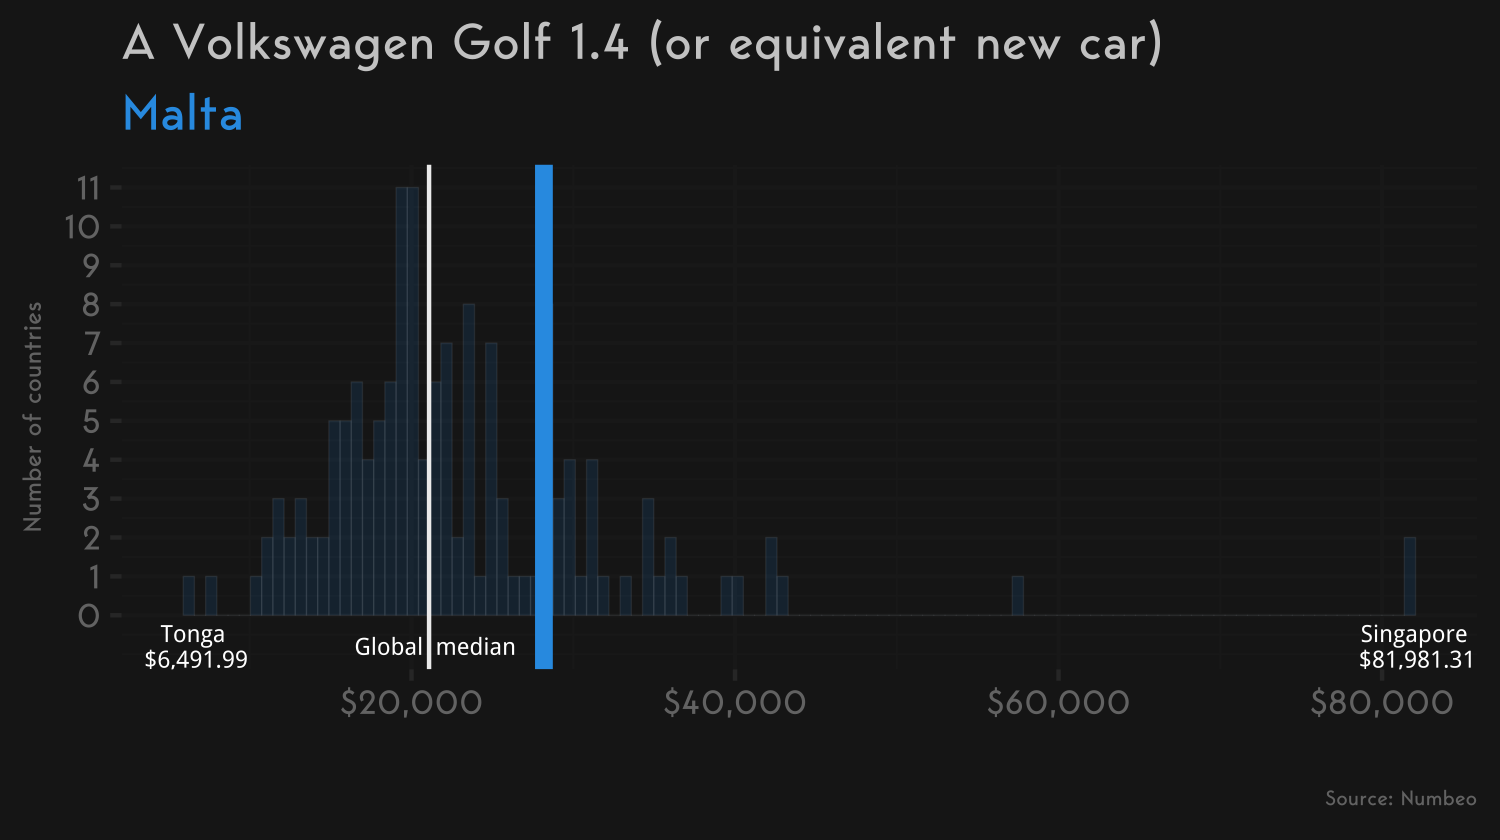 A Volkswagen Golf 1.4 (or equivalent new car)
Malta
Number of countries
11
10
9
8
7
6
5
4
3
2
1
0
Tonga
$6,491.99
Global median
Singapore
$81,981.31
$20,000
$40,000
$60,000
$80,000
Source: Numbeo